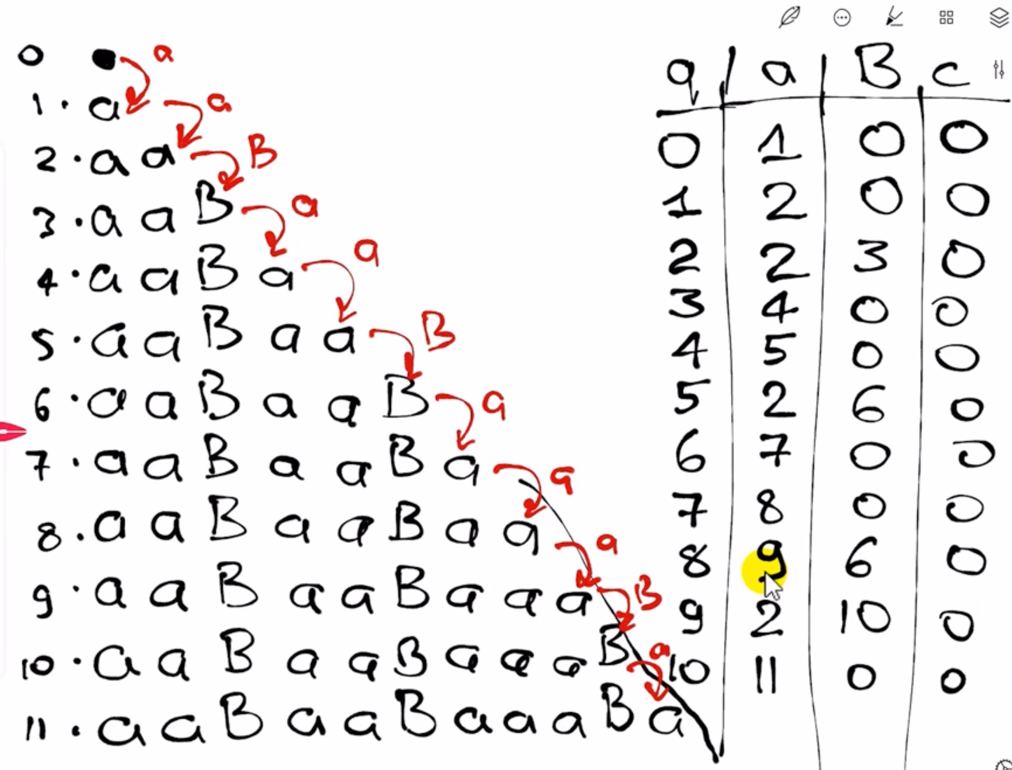 0 • a
1. a a
2. a a B
3. a a B a
4. a a B a a
5. a a B a a B
6. a a B a a B a
7. a a B a a B a a
8. a a B a a B a a a
9. a a B a a B a a a B
10. a a B a a B a a a B a
11. a a B a a B a a a B a
q | a | B | c
0 1 0 0
1 2 0 0
2 2 3 0
3 4 0 0
4 5 0 0
5 2 6 0
6 7 0 0
7 8 0 0
8 9 6 0
9 2 10 0
10 11 0 0